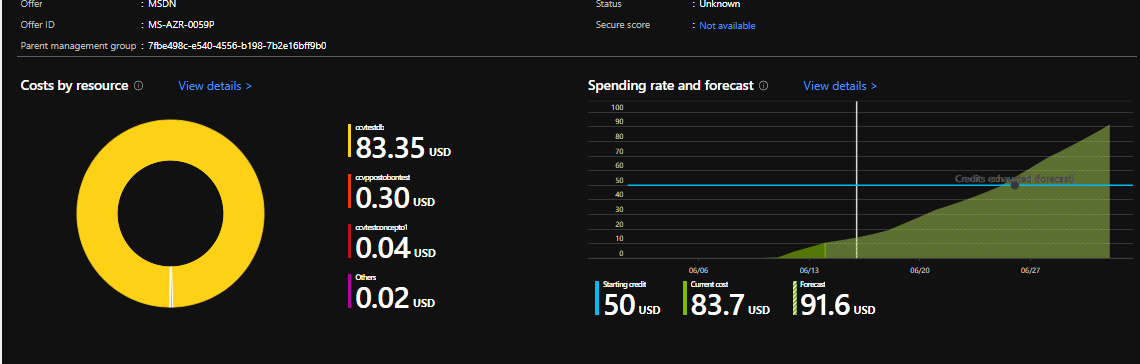 Offer : MSDN
Status : Unknown
Offer ID : MS-AZR-0059P
Secure score : Not available
Parent management group : 7fbe498c-e540-4556-b198-7b2e16bff9b0
Costs by resource
View details >
ccvtestdb
83.35 USD
ccvppostobontest
0.30 USD
ccvtestconcepto1
0.04 USD
Others
0.02 USD
Spending rate and forecast
View details >
100
90
80
70
60
50
40
30
20
10
0
Credits exhausted (forecast)
06/06
06/13
06/20
06/27
Starting credit
50 USD
Current cost
83.7 USD
Forecast
91.6 USD